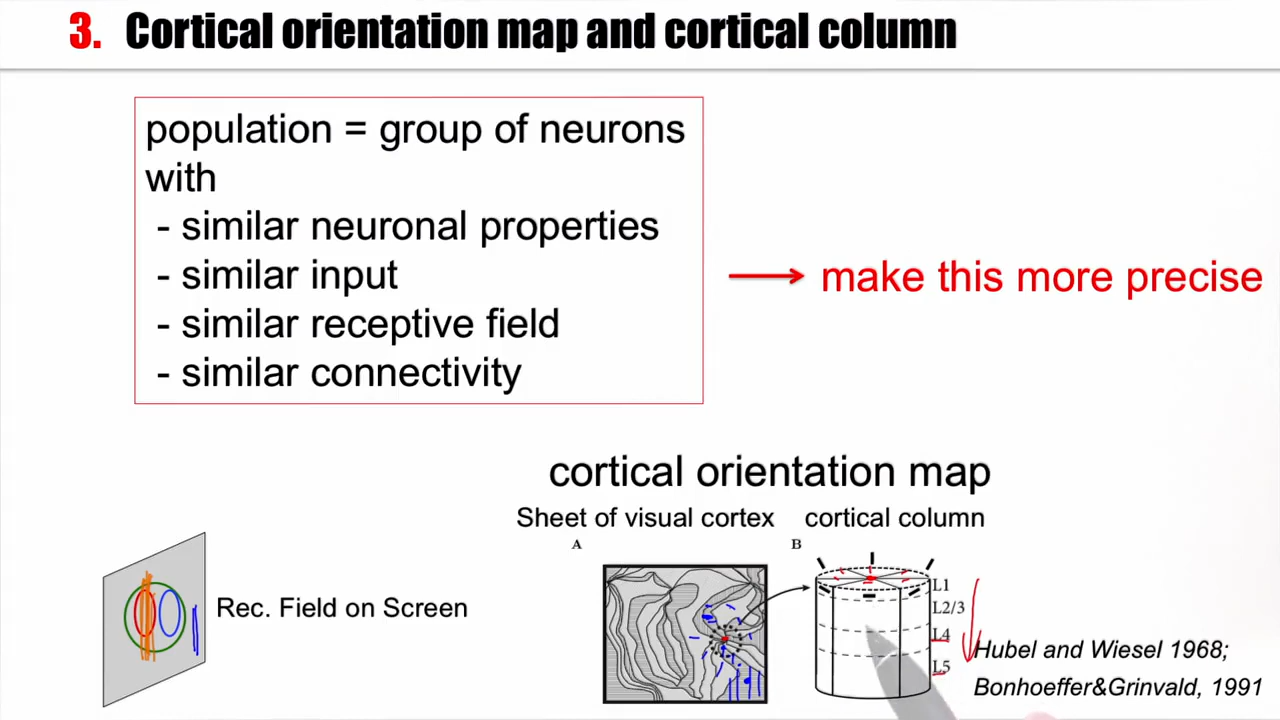 3. Cortical orientation map and cortical column
population = group of neurons
with
- similar neuronal properties
- similar input
- similar receptive field
- similar connectivity
make this more precise
cortical orientation map
Sheet of visual cortex
cortical column
A
B
L1
L2/3
L4
L5
Rec. Field on Screen
Hubel and Wiesel 1968;
Bonhoeffer&Grinvald, 1991